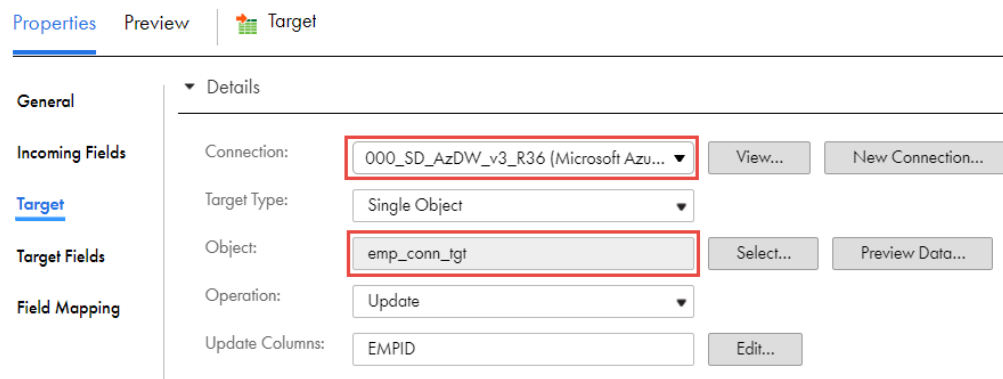 Properties Preview Target
Details
General
Connection: 000_SD_AzDW_v3_R36 (Microsoft Azu... View... New Connection...
Incoming Fields
Target Type: Single Object
Target
Object: emp_conn_tgt Select... Preview Data...
Target Fields
Operation: Update
Field Mapping
Update Columns: EMPID Edit...